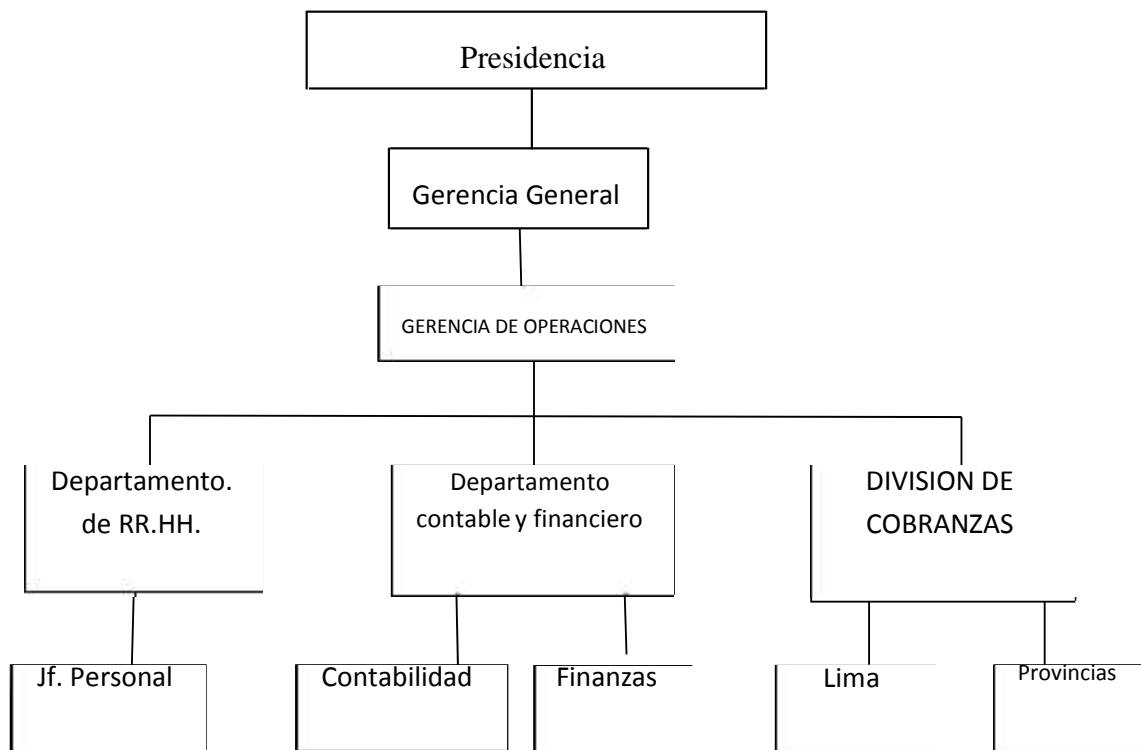 Presidencia
Gerencia General
GERENCIA DE OPERACIONES
Departamento.
de RR.HH.
Departamento
contable y financiero
DIVISION DE
COBRANZAS
Jf. Personal
Contabilidad
Finanzas
Lima
Provincias